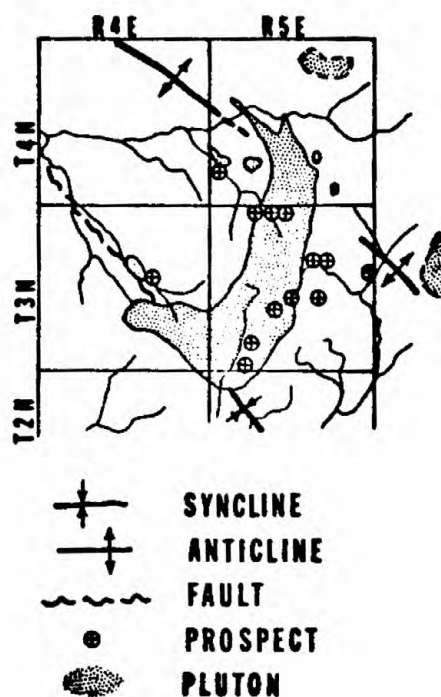 R4E R5E
T4N
T3N
T2N
SYNCLINE
ANTICLINE
FAULT
PROSPECT
PLUTON